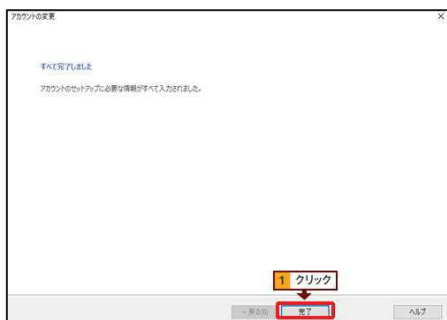 アカウントの変更
すべて完了しました
アカウントのセットアップに必要な情報がすべて入力されました。
1 クリック
< 戻る(B)
完了
ヘルプ